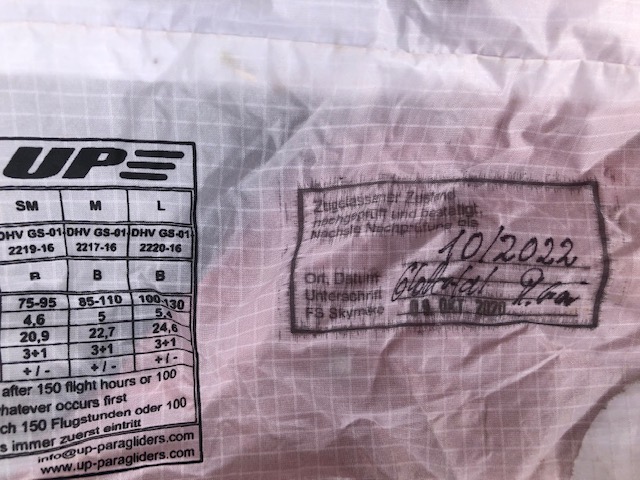 UP
SM M L
DHV GS-01- DHV GS-01- DHV GS-01-
2219-16 2217-16 2220-16
B B B
75-95 85-110 100-130
4,6 5 5,4
20,9 22,7 24,6
3+1 3+1 3+1
+/- +/- +/-
after 150 flight hours or 100
whatever occurs first
ch 150 Flugstunden oder 100
s immer zuerst eintritt
info@up-paragliders.com
www.up-paragliders.com
Zugelassener Zustand
nachgeprüft und bestätigt,
Nächste Nachprüfung bis
10/2022
Ort, Datum
Unterschrift
FS Skymare 09. OKT. 2020